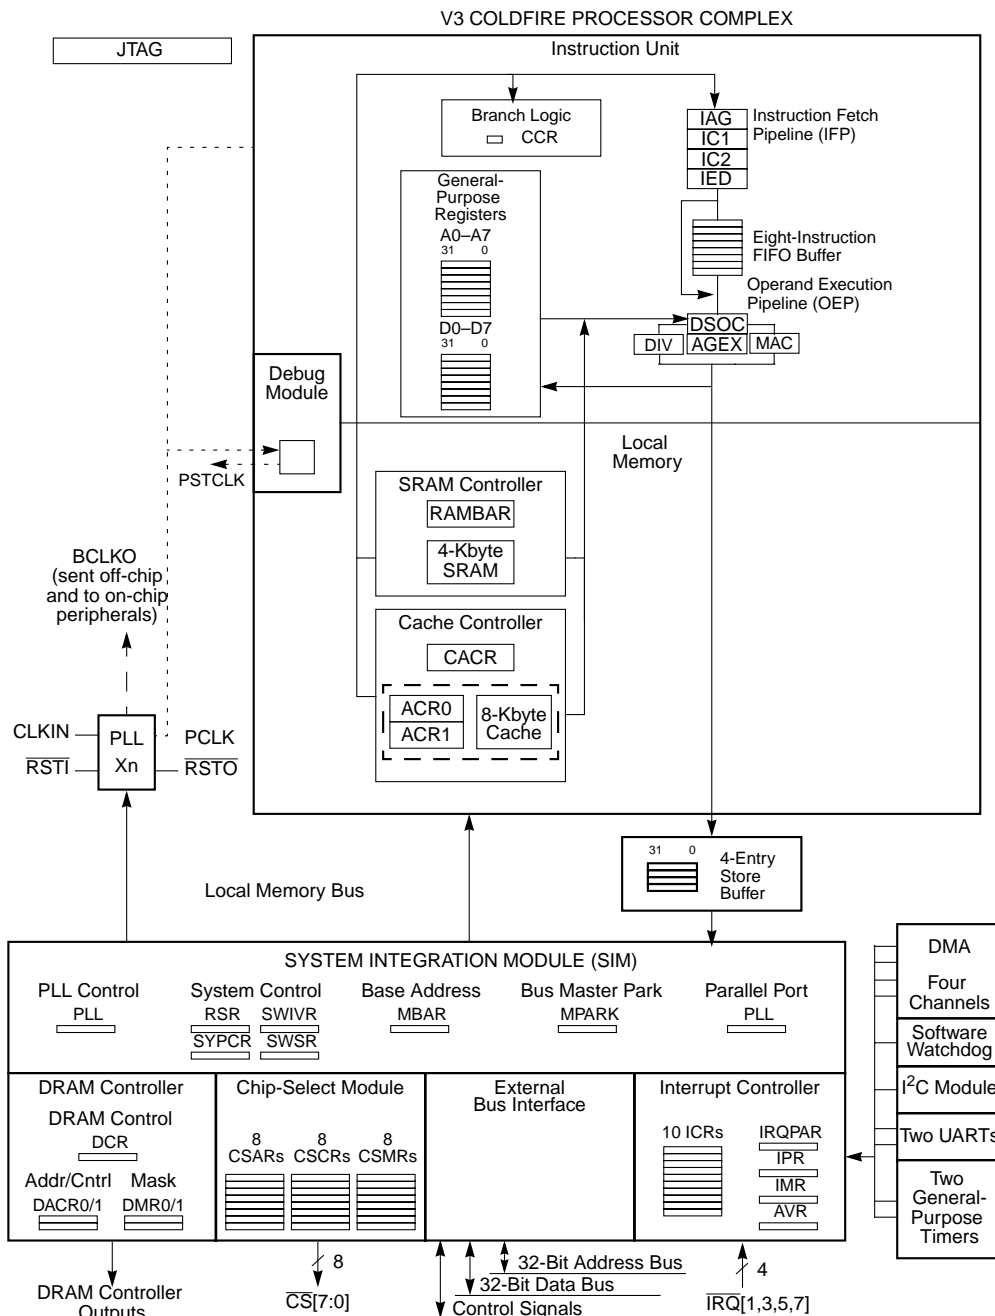 V3 COLDFIRE PROCESSOR COMPLEX
JTAG
Instruction Unit
Branch Logic
CCR
IAG
IC1
IC2
IED
Instruction Fetch
Pipeline (IFP)
General-
Purpose
Registers
A0–A7
31 0
D0–D7
31 0
Eight-Instruction
FIFO Buffer
Operand Execution
Pipeline (OEP)
DSOC
DIV
AGEX
MAC
Debug
Module
PSTCLK
Local
Memory
SRAM Controller
RAMBAR
4-Kbyte
SRAM
BCLKO
(sent off-chip
and to on-chip
peripherals)
Cache Controller
CACR
ACR0
ACR1
8-Kbyte
Cache
CLKIN
RSTI
PLL
Xn
PCLK
RSTO
31 0
4-Entry
Store
Buffer
Local Memory Bus
SYSTEM INTEGRATION MODULE (SIM)
PLL Control
PLL
System Control
RSR SWIVR
SYPCR SWSR
Base Address
MBAR
Bus Master Park
MPARK
Parallel Port
PLL
DMA
Four
Channels
Software
Watchdog
I2C Module
Two UARTs
Two
General-
Purpose
Timers
DRAM Controller
DRAM Control
DCR
Addr/Cntrl Mask
DACR0/1 DMR0/1
Chip-Select Module
8 8 8
CSARs CSCRs CSMRs
External
Bus Interface
Interrupt Controller
10 ICRs
IRQPAR
IPR
IMR
AVR
DRAM Controller
Outputs
8
CS[7:0]
32-Bit Address Bus
32-Bit Data Bus
Control Signals
4
IRQ[1,3,5,7]